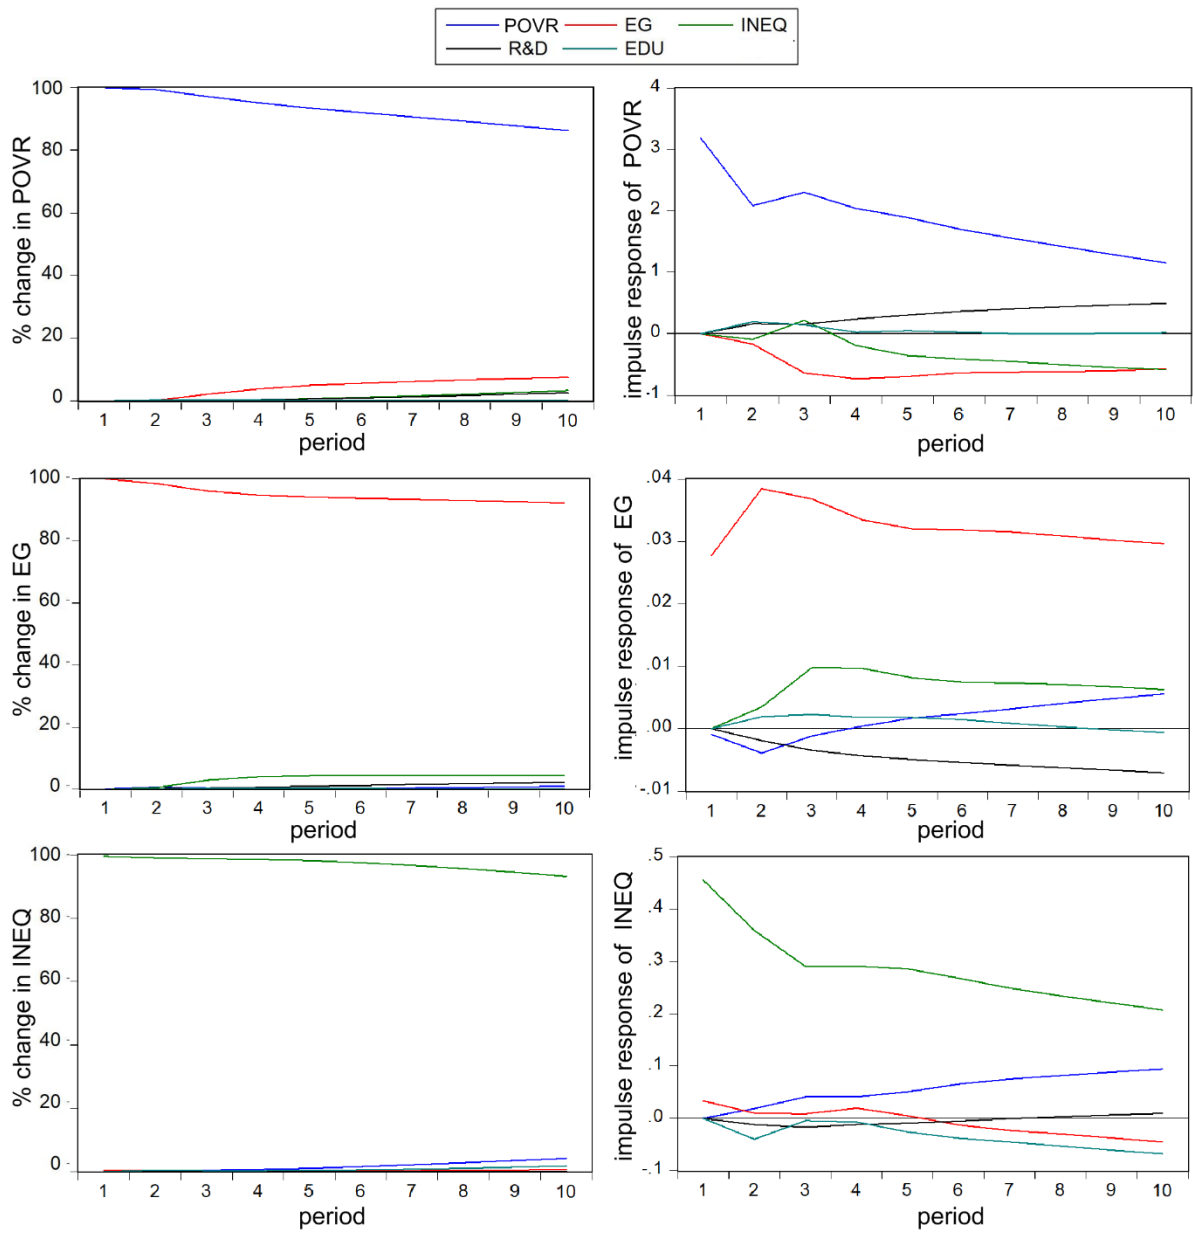 POVR EG INEQ
R&D EDU
% change in POVR
100
80
60
40
20
0
1 2 3 4 5 6 7 8 9 10
period
impulse response of POVR
4
3
2
1
0
-1
1 2 3 4 5 6 7 8 9 10
period
% change in EG
100
80
60
40
20
0
1 2 3 4 5 6 7 8 9 10
period
impulse response of EG
.04
.03
.02
.01
.00
-.01
1 2 3 4 5 6 7 8 9 10
period
% change in INEQ
100
80
60
40
20
0
1 2 3 4 5 6 7 8 9 10
period
impulse response of INEQ
.5
.4
.3
.2
.1
.0
-.1
1 2 3 4 5 6 7 8 9 10
period